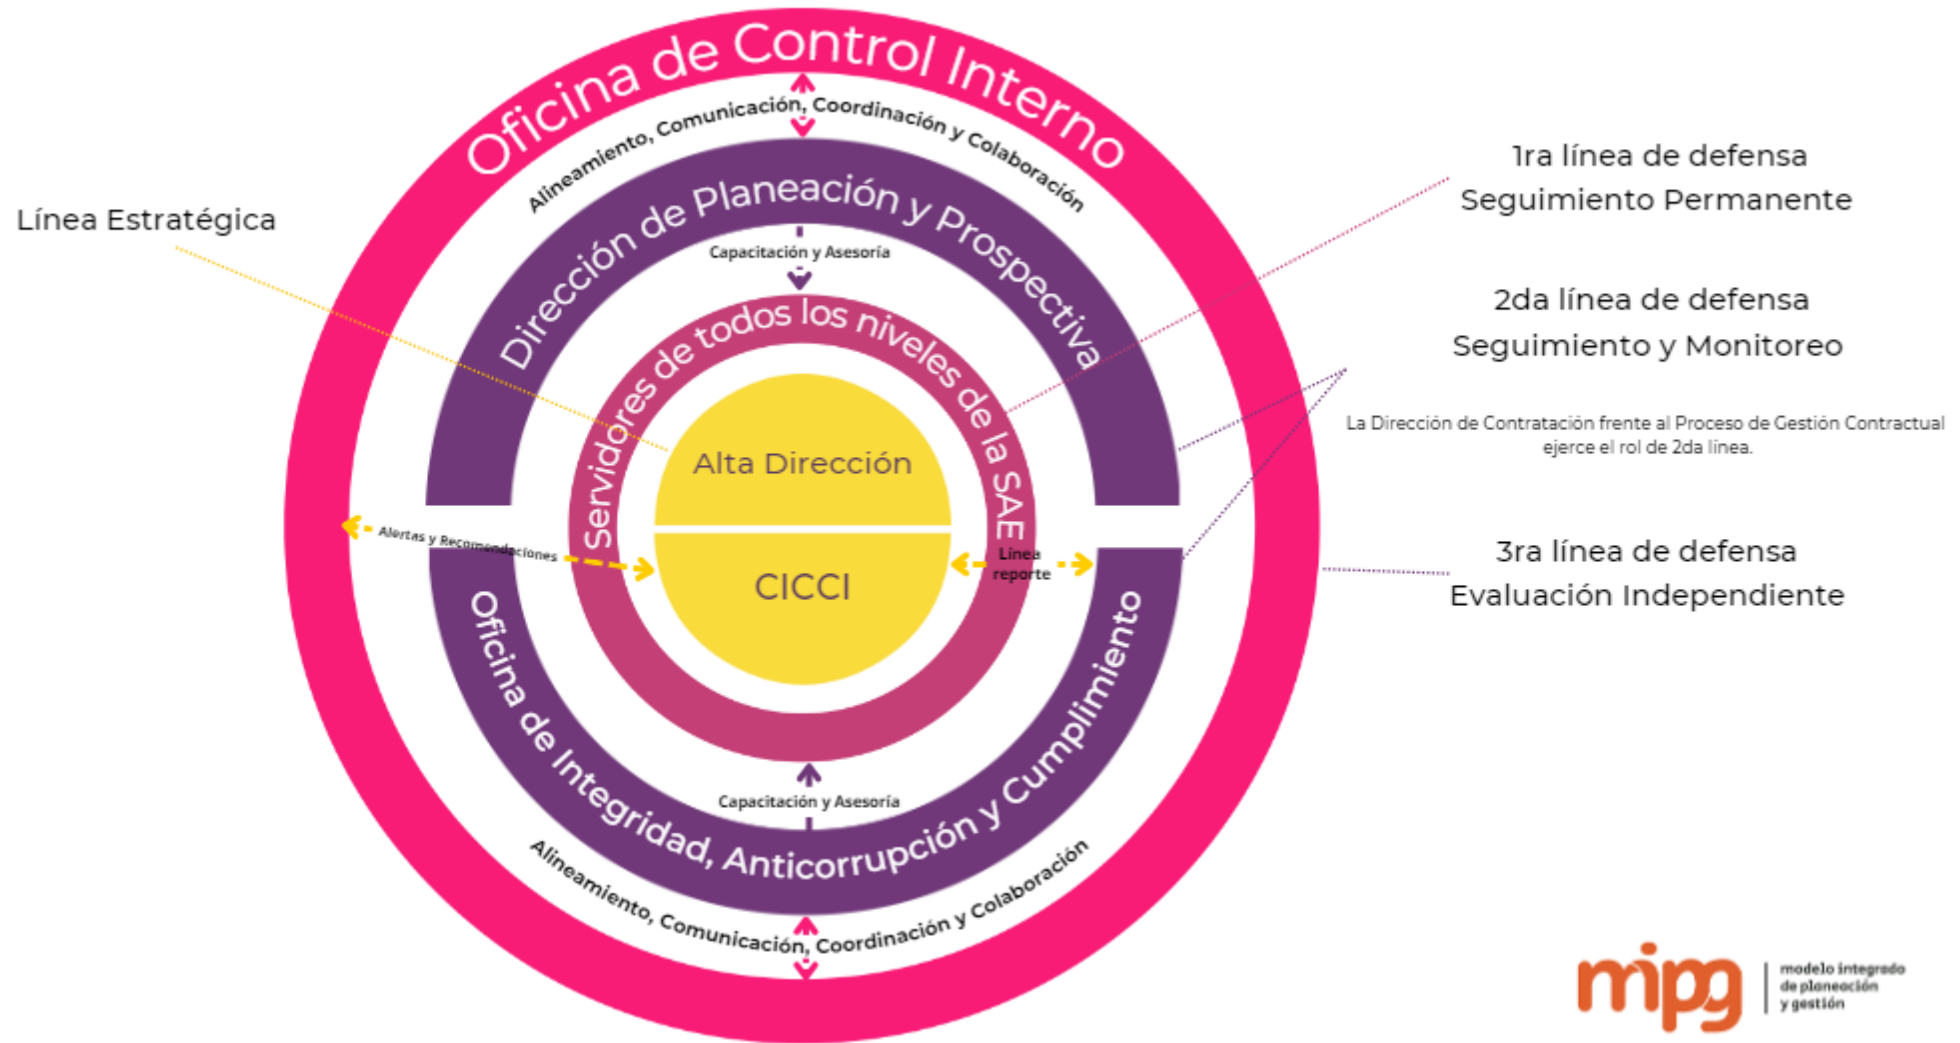 Oficina de Control Interno
Alineamiento, Comunicación, Coordinación y Colaboración
Dirección de Planeación y Prospectiva
Capacitación y Asesoría
Servidores de todos los niveles de la SAE
Línea Estratégica
Alta Dirección
CICCI
Alertas y Recomendaciones
Línea
reporte
Capacitación y Asesoría
Oficina de Integridad, Anticorrupción y Cumplimiento
Alineamiento, Comunicación, Coordinación y Colaboración
1ra línea de defensa
Seguimiento Permanente
2da línea de defensa
Seguimiento y Monitoreo
La Dirección de Contratación frente al Proceso de Gestión Contractual
ejerce el rol de 2da línea.
3ra línea de defensa
Evaluación Independiente
mipg
modelo integrado
de planeación
y gestión